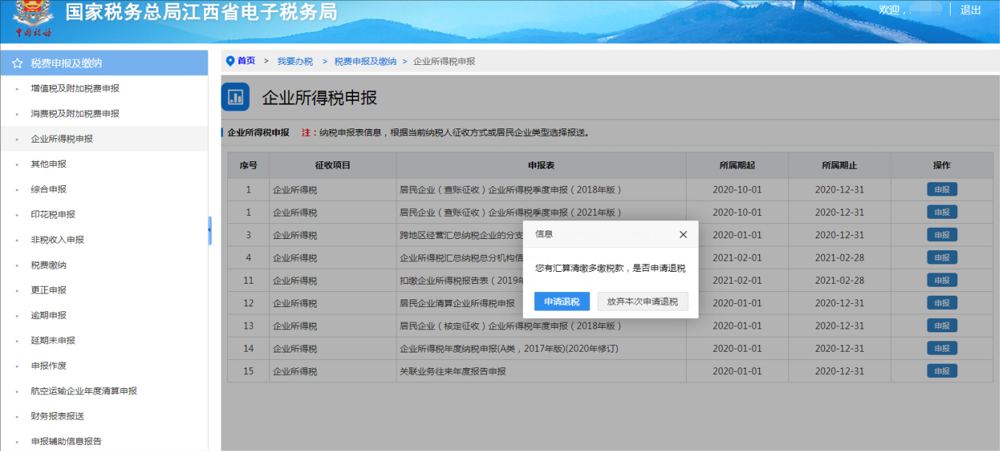 国家税务总局江西省电子税务局
中国税务
欢迎, 退出
税费申报及缴纳
增值税及附加税费申报
消费税及附加税费申报
企业所得税申报
其他申报
综合申报
印花税申报
非税收入申报
税费缴纳
更正申报
逾期申报
延期未申报
申报作废
航空运输企业年度清算申报
财务报表报送
申报辅助信息报告
首页 > 我要办税 > 税费申报及缴纳 > 企业所得税申报
企业所得税申报
企业所得税申报 注：纳税申报表信息，根据当前纳税人征收方式或居民企业类型选择报送。
序号 征收项目 申报表 所属期起 所属期止 操作
1 企业所得税 居民企业（查账征收）企业所得税季度申报（2018年版） 2020-10-01 2020-12-31 申报
1 企业所得税 居民企业（查账征收）企业所得税季度申报（2021年版） 2020-10-01 2020-12-31 申报
3 企业所得税 跨地区经营汇总纳税企业的分支 2020-01-01 2020-12-31 申报
4 企业所得税 企业所得税汇总纳税总分机构信 2021-02-01 2021-02-28 申报
11 企业所得税 扣缴企业所得税报告表（2019年 2021-02-01 2021-02-28 申报
12 企业所得税 居民企业清算企业所得税申报 2020-01-01 2020-12-31 申报
13 企业所得税 居民企业（核定征收）企业所得税年度申报（2018年版） 2020-01-01 2020-12-31 申报
14 企业所得税 企业所得税年度纳税申报(A类，2017年版)(2020年修订) 2020-01-01 2020-12-31 申报
15 企业所得税 关联业务往来年度报告申报 2020-01-01 2020-12-31 申报
信息
您有汇算清缴多缴税款，是否申请退税
申请退税 放弃本次申请退税